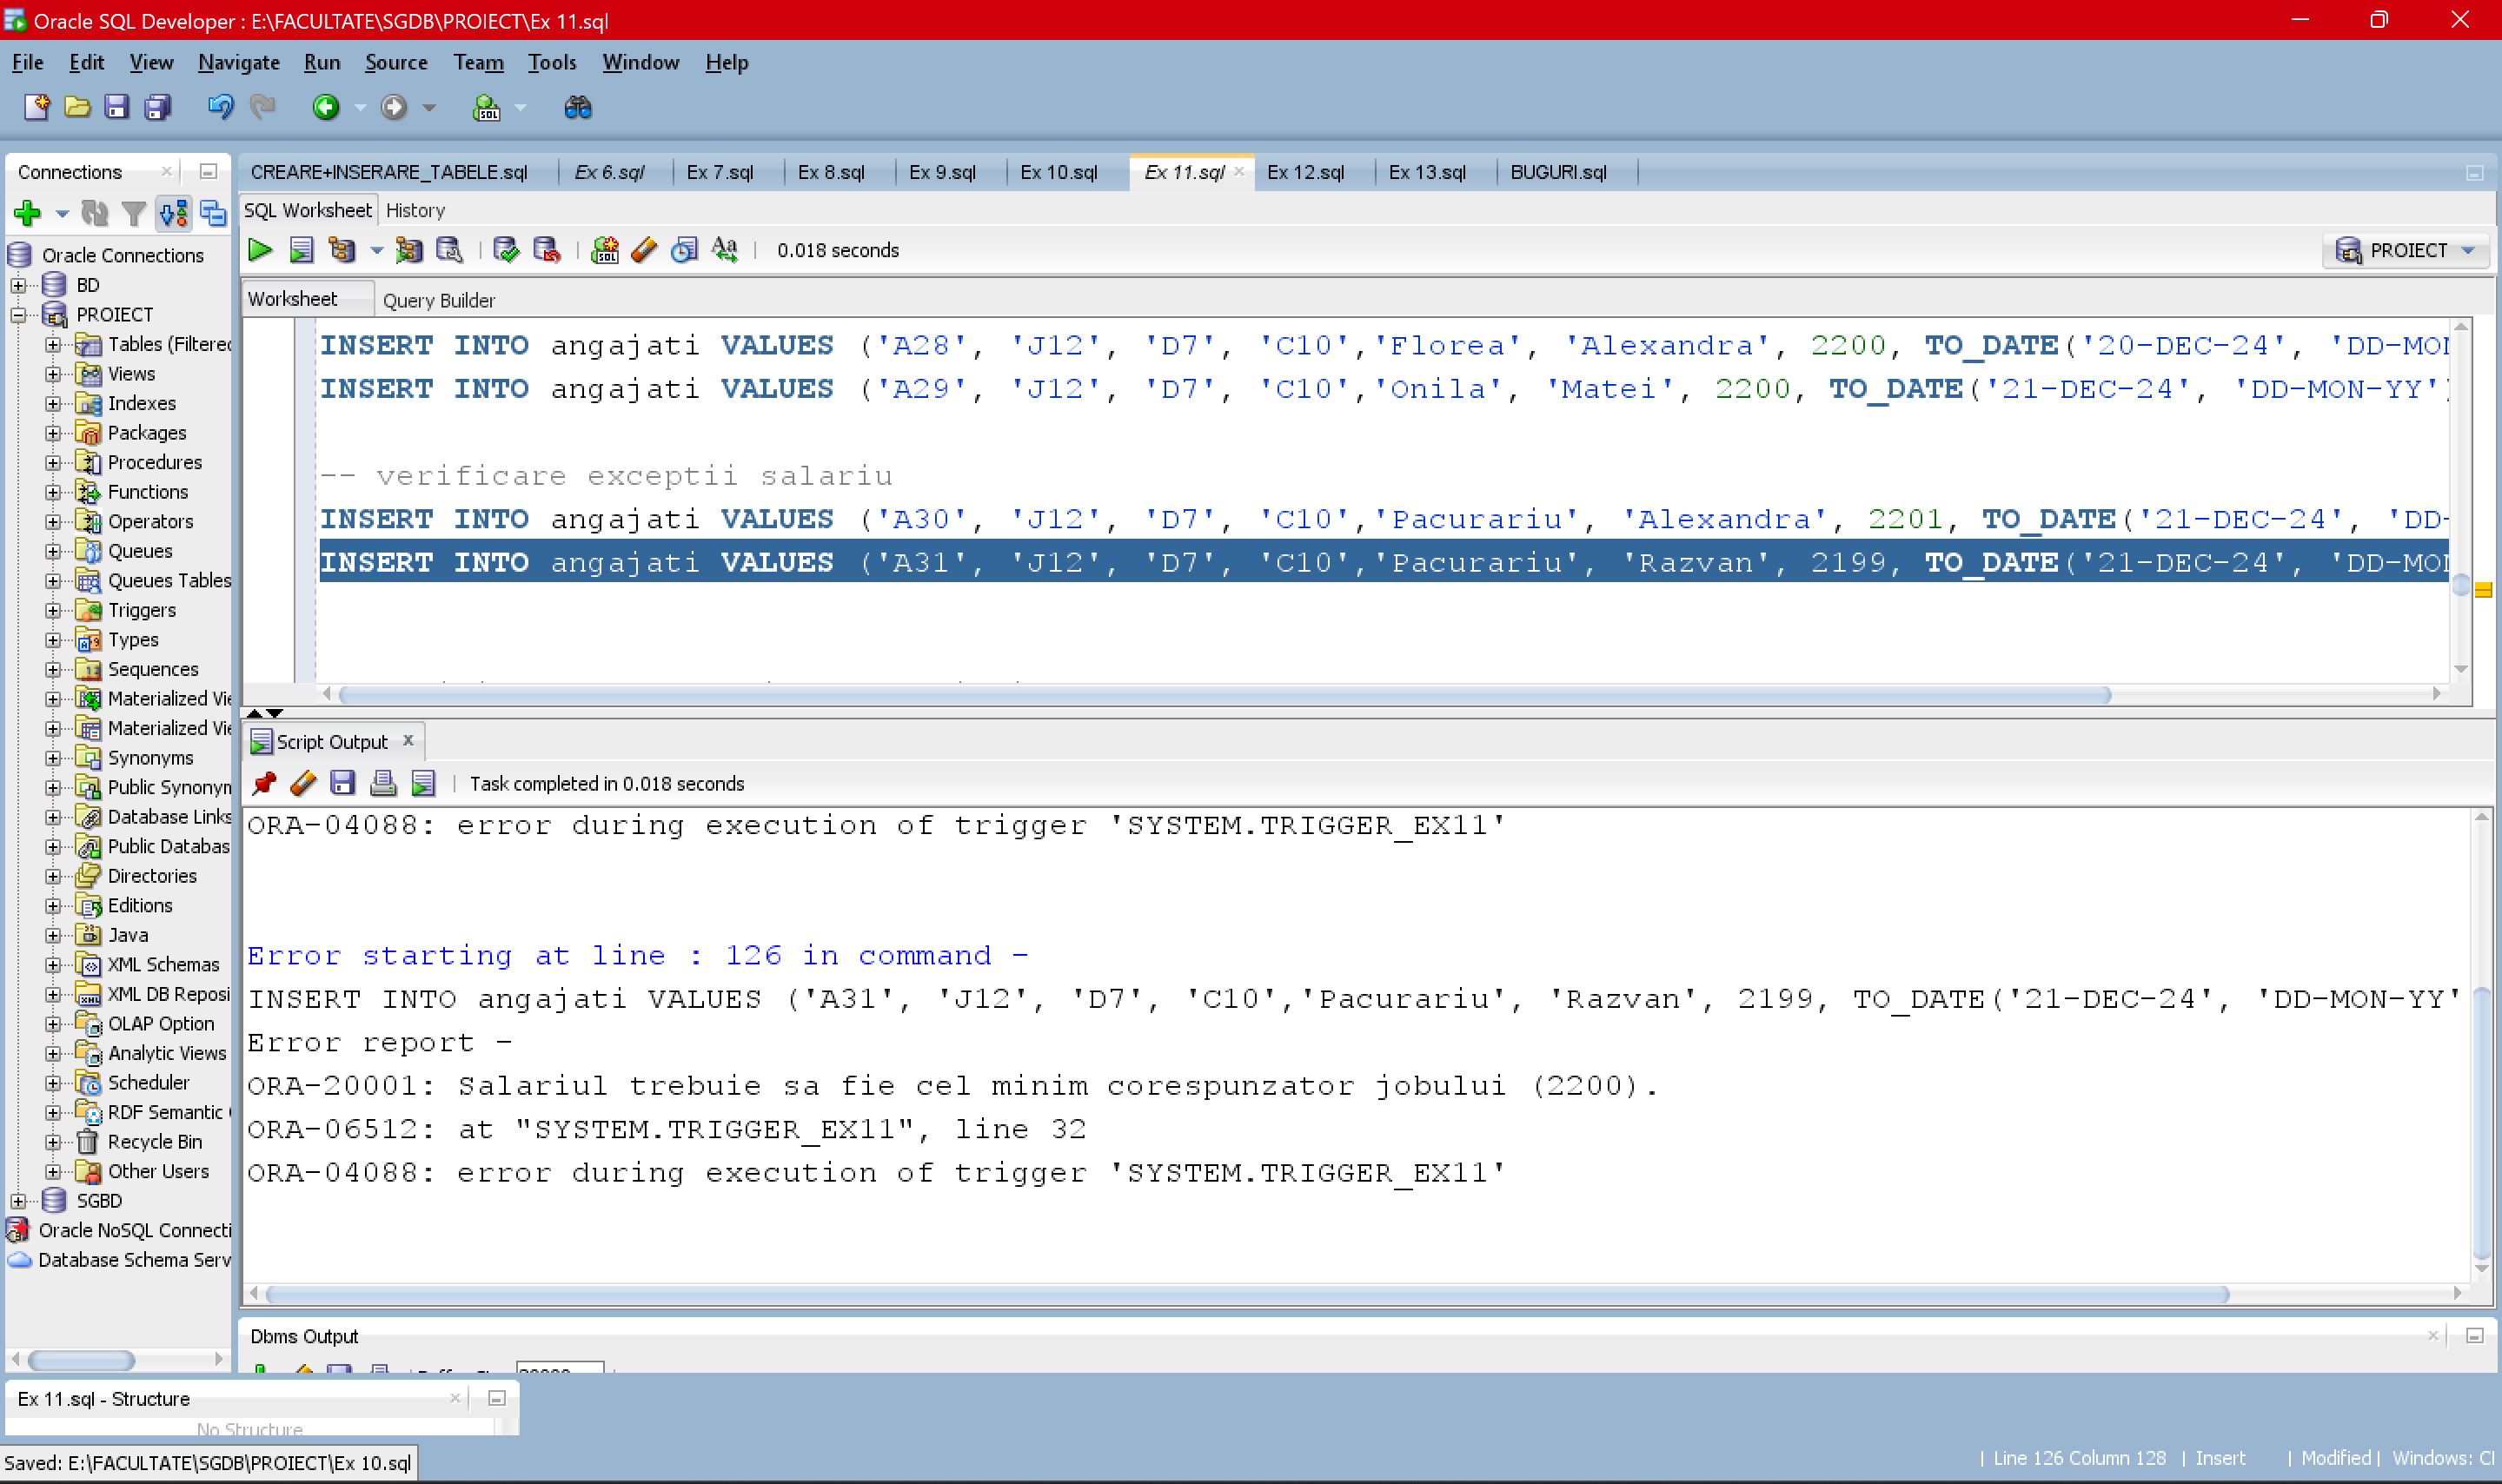 Oracle SQL Developer : E:\FACULTATE\SGDB\PROIECT\Ex 11.sql
File Edit View Navigate Run Source Team Tools Window Help
Connections
CREARE+INSERARE_TABELE.sql Ex 6.sql Ex 7.sql Ex 8.sql Ex 9.sql Ex 10.sql Ex 11.sql Ex 12.sql Ex 13.sql BUGURI.sql
SQL Worksheet History
0.018 seconds
PROIECT
Worksheet Query Builder
Oracle Connections
BD
PROIECT
Tables (Filtered
Views
Indexes
Packages
Procedures
Functions
Operators
Queues
Queues Tables
Triggers
Types
Sequences
Materialized Vie
Materialized Vie
Synonyms
Public Synonym
Database Links
Public Databas
Directories
Editions
Java
XML Schemas
XML DB Reposi
OLAP Option
Analytic Views
Scheduler
RDF Semantic
Recycle Bin
Other Users
SGBD
Oracle NoSQL Connecti
Database Schema Serv
INSERT INTO angajati VALUES ('A28', 'J12', 'D7', 'C10','Florea', 'Alexandra', 2200, TO_DATE('20-DEC-24', 'DD-MON
INSERT INTO angajati VALUES ('A29', 'J12', 'D7', 'C10','Onila', 'Matei', 2200, TO_DATE('21-DEC-24', 'DD-MON-YY')
-- verificare exceptii salariu
INSERT INTO angajati VALUES ('A30', 'J12', 'D7', 'C10','Pacurariu', 'Alexandra', 2201, TO_DATE('21-DEC-24', 'DD-
INSERT INTO angajati VALUES ('A31', 'J12', 'D7', 'C10','Pacurariu', 'Razvan', 2199, TO_DATE('21-DEC-24', 'DD-MON
Script Output
Task completed in 0.018 seconds
ORA-04088: error during execution of trigger 'SYSTEM.TRIGGER_EX11'
Error starting at line : 126 in command -
INSERT INTO angajati VALUES ('A31', 'J12', 'D7', 'C10','Pacurariu', 'Razvan', 2199, TO_DATE('21-DEC-24', 'DD-MON-YY'
Error report -
ORA-20001: Salariul trebuie sa fie cel minim corespunzator jobului (2200).
ORA-06512: at "SYSTEM.TRIGGER_EX11", line 32
ORA-04088: error during execution of trigger 'SYSTEM.TRIGGER_EX11'
Dbms Output
Ex 11.sql - Structure
No Structure
Saved: E:\FACULTATE\SGDB\PROIECT\Ex 10.sql
| Line 126 Column 128 | Insert | Modified | Windows: Cl